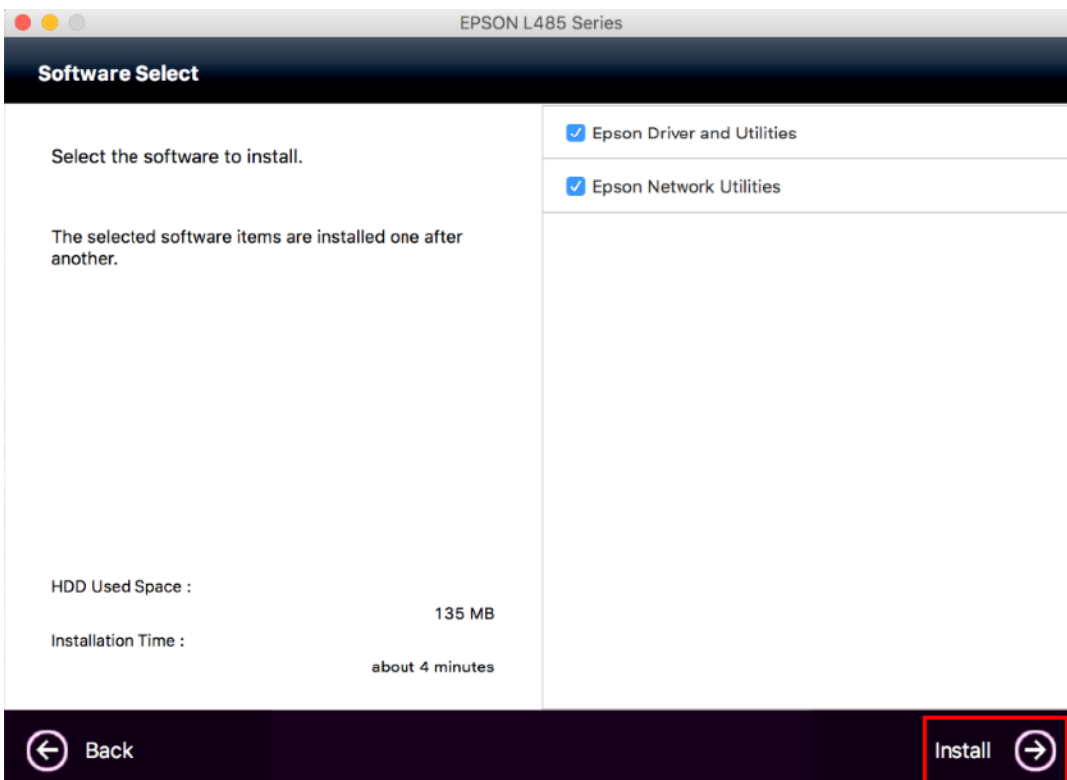 EPSON L485 Series
Software Select
Select the software to install.
The selected software items are installed one after
another.
Epson Driver and Utilities
Epson Network Utilities
HDD Used Space :
135 MB
Installation Time :
about 4 minutes
Back
Install